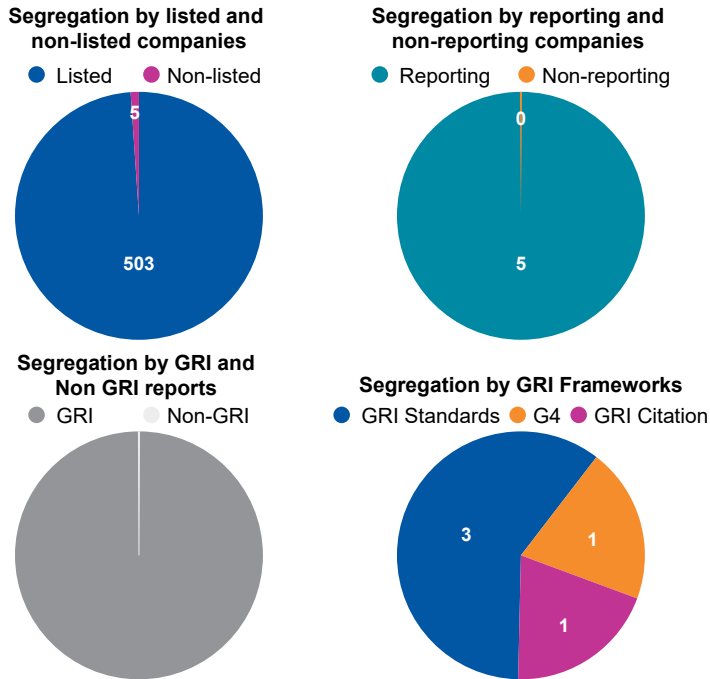 Segregation by listed and
non-listed companies
Listed Non-listed
5
503
Segregation by reporting and
non-reporting companies
Reporting Non-reporting
0
5
Segregation by GRI and
Non GRI reports
GRI Non-GRI
Segregation by GRI Frameworks
GRI Standards G4 GRI Citation
3
1
1